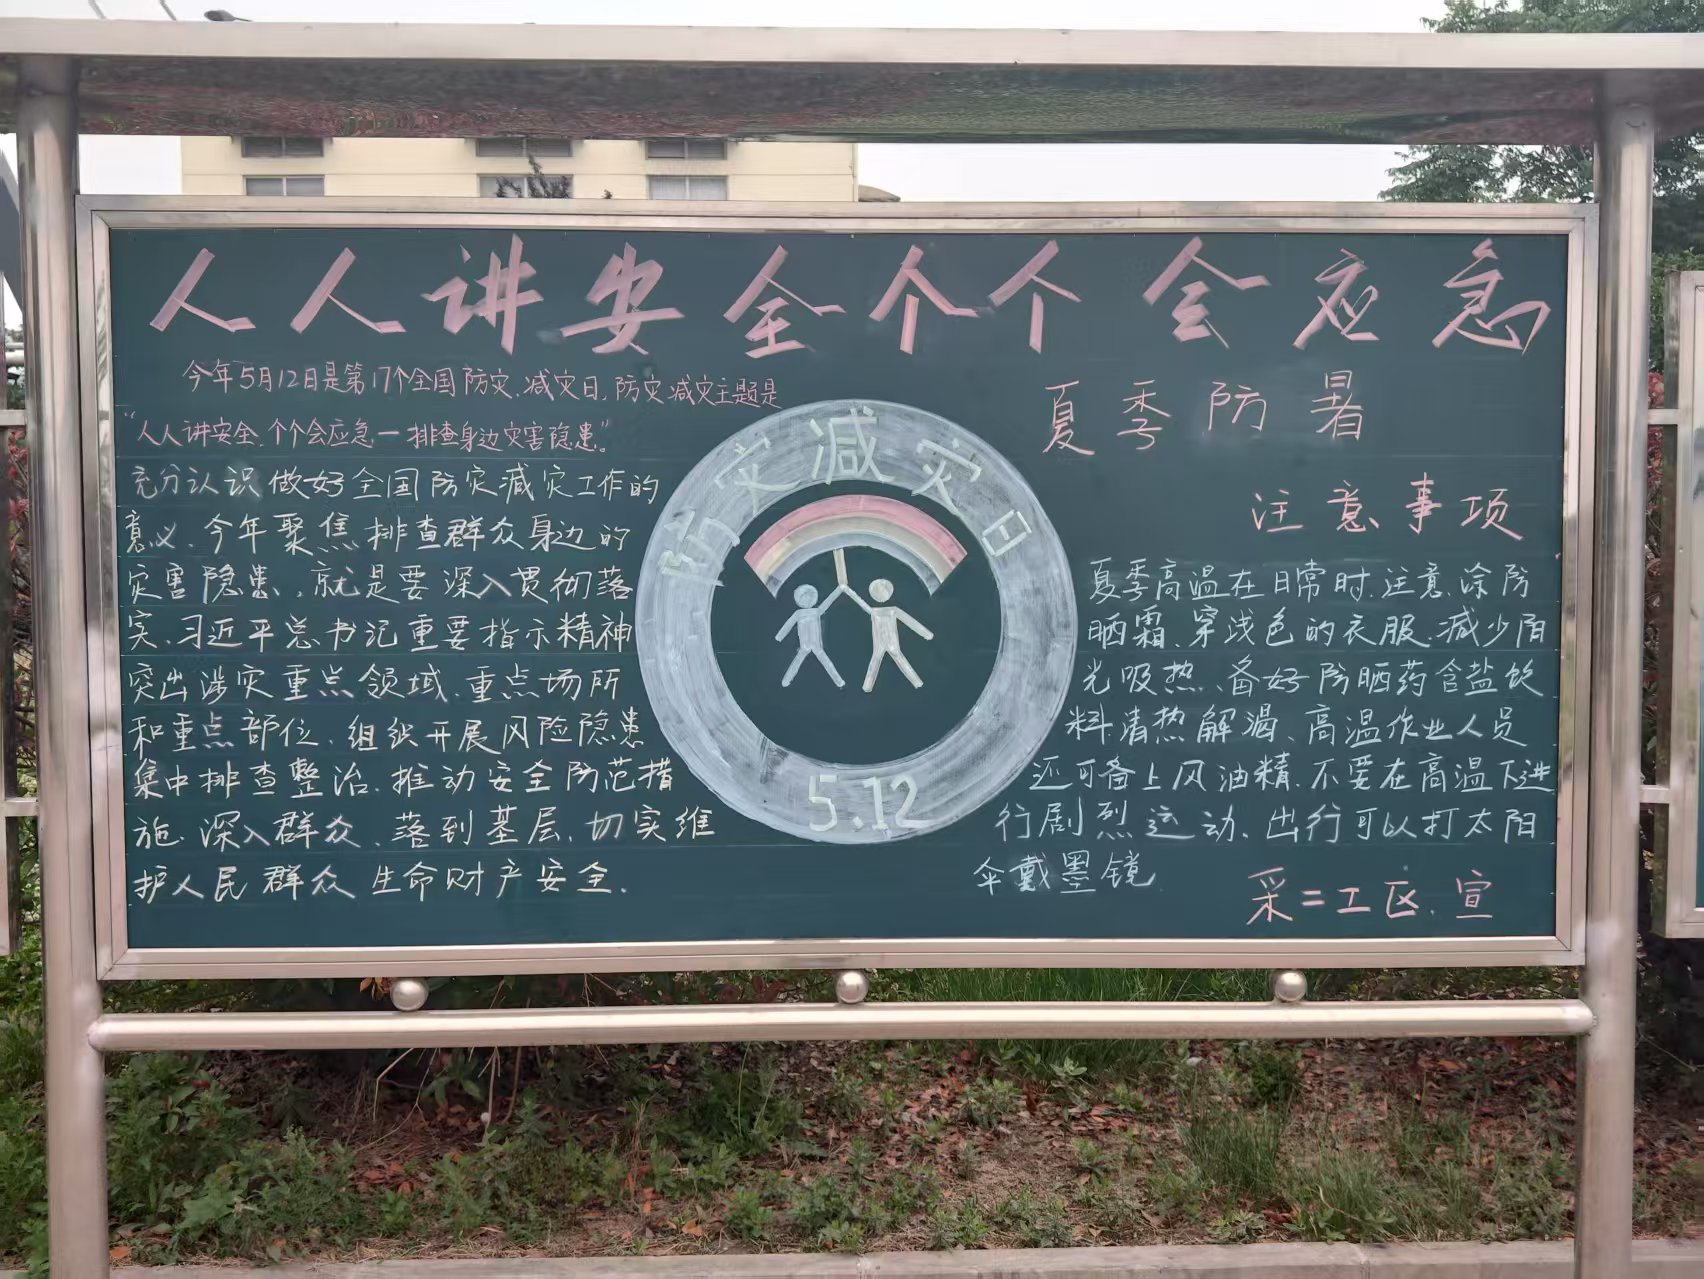 人人讲安全个个会应急
今年5月12日是第17个全国防灾.减灾日,防灾减灾主题是
“人人讲安全、个个会应急一排查身边灾害隐患。”
充分认识做好全国防灾减灾工作的
意义、今年聚焦排查群众身边的
灾害隐患,就是要深入贯彻落
实、习近平总书记重要指示精神
突出涉灾重点领域、重点场所
和重点部位、组织开展风险隐患
集中排查整治、推动安全防范措
施、深入群众、落到基层、切实维
护人民群众生命财产安全.
防灾减灾日
5.12
夏季防暑
注意事项
夏季高温在日常时、注意、涂防
晒霜、穿浅色的衣服、减少阳
光吸热、备好防晒药含盐饮
料、清热解渴、高温作业人员
还可备上风油精、不要在高温下进
行剧烈运动、出行可以打太阳
伞戴墨镜
采二工区.宣